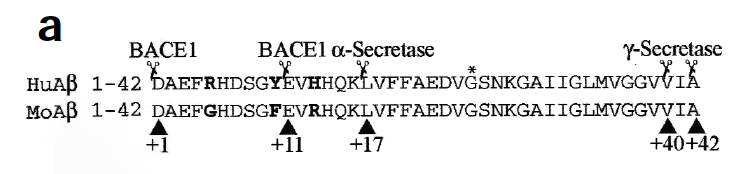 a
BACE1 BACE1 α-Secretase γ-Secretase
*
HuAβ 1-42 DAEFRHDSGYEVHHQKLVFFAEDVGSNKGAIIGLMVGGVVIA
MoAβ 1-42 DAEFGHDSGFEVRHQKLVFFAEDVGSNKGAIIGLMVGGVVIA
+1 +11 +17 +40 +42